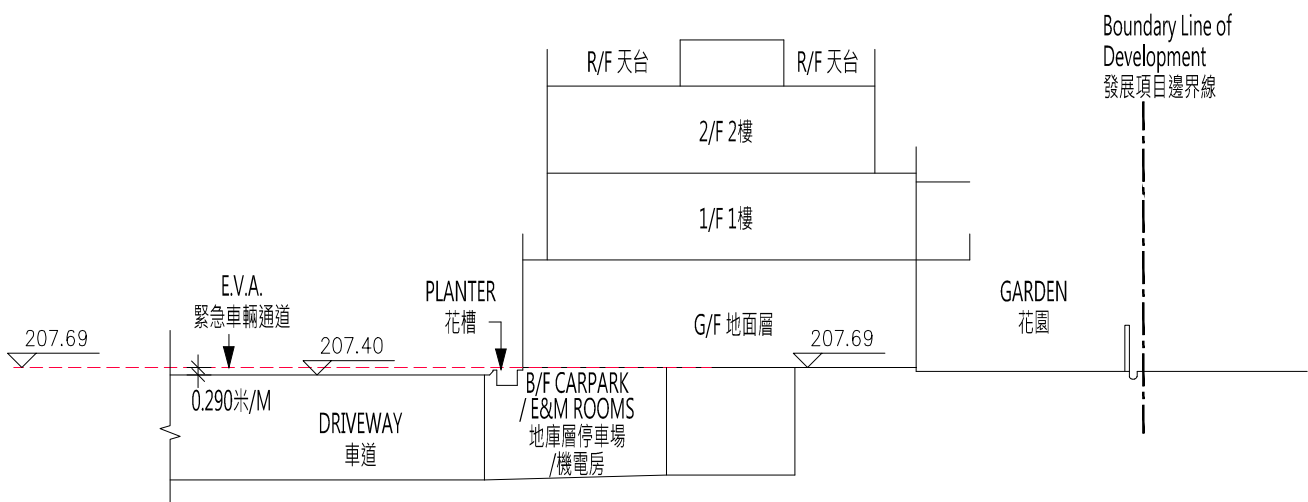 Boundary Line of
Development
發展項目邊界線
R/F 天台
R/F 天台
2/F 2樓
1/F 1樓
E.V.A.
緊急車輛通道
PLANTER
花槽
G/F 地面層
GARDEN
花園
207.69
207.40
207.69
0.290米/M
DRIVEWAY
車道
B/F CARPARK
/ E&M ROOMS
地庫層停車場
/機電房